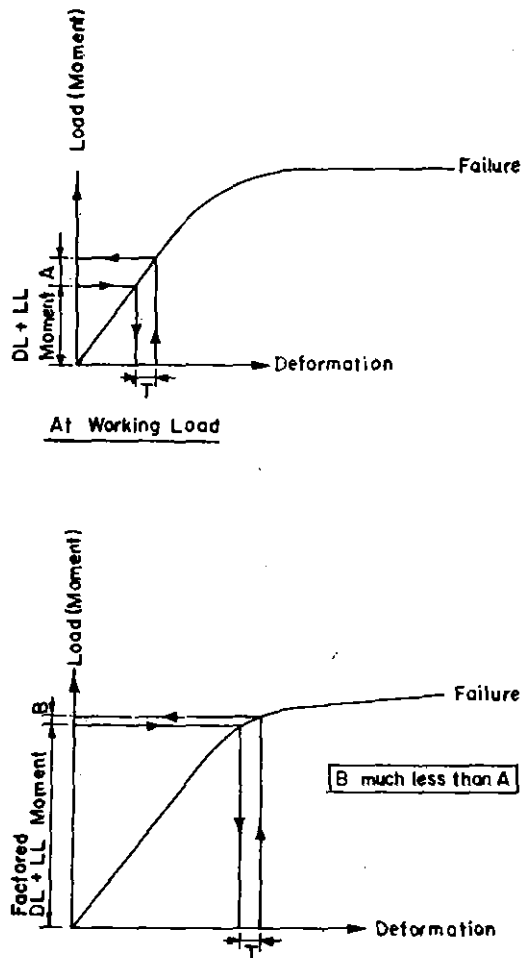 Load (Moment)
Failure
A
DL + LL
Moment
Deformation
T
At Working Load
Load (Moment)
B
Failure
B much less than A
Factored
DL + LL Moment
Deformation
T